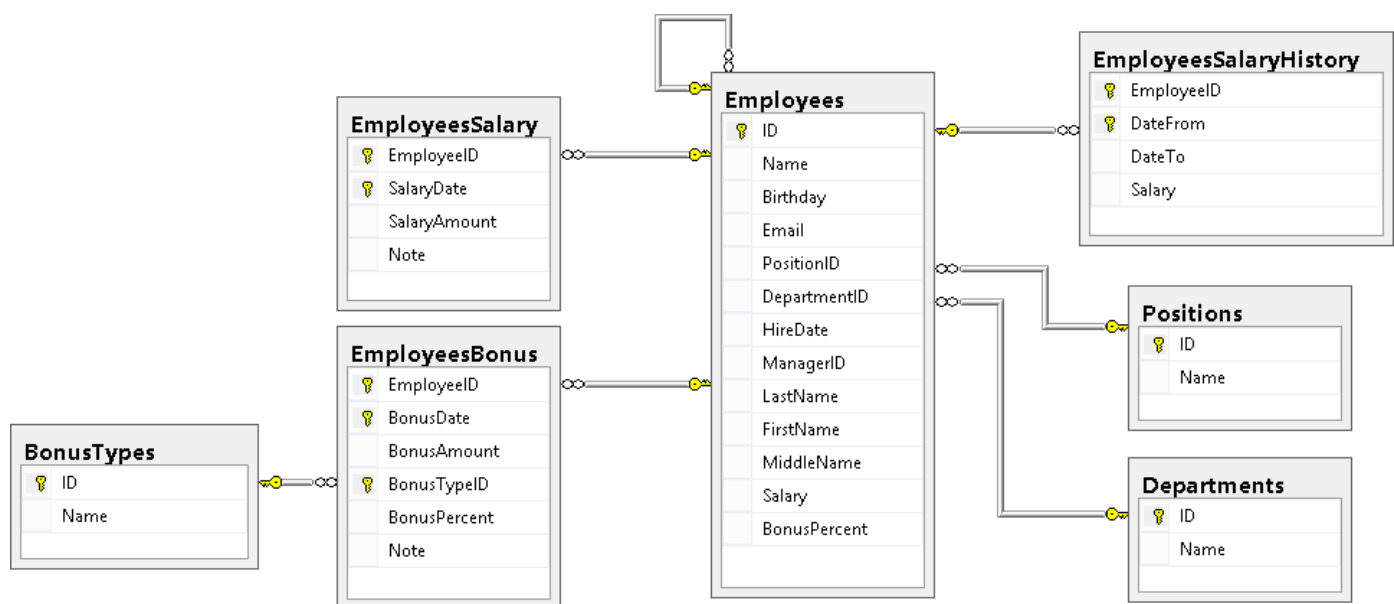 EmployeesSalary
EmployeeID
SalaryDate
SalaryAmount
Note
EmployeesBonus
EmployeeID
BonusDate
BonusAmount
BonusTypeID
BonusPercent
Note
BonusTypes
ID
Name
Employees
ID
Name
Birthday
Email
PositionID
DepartmentID
HireDate
ManagerID
LastName
FirstName
MiddleName
Salary
BonusPercent
EmployeesSalaryHistory
EmployeeID
DateFrom
DateTo
Salary
Positions
ID
Name
Departments
ID
Name